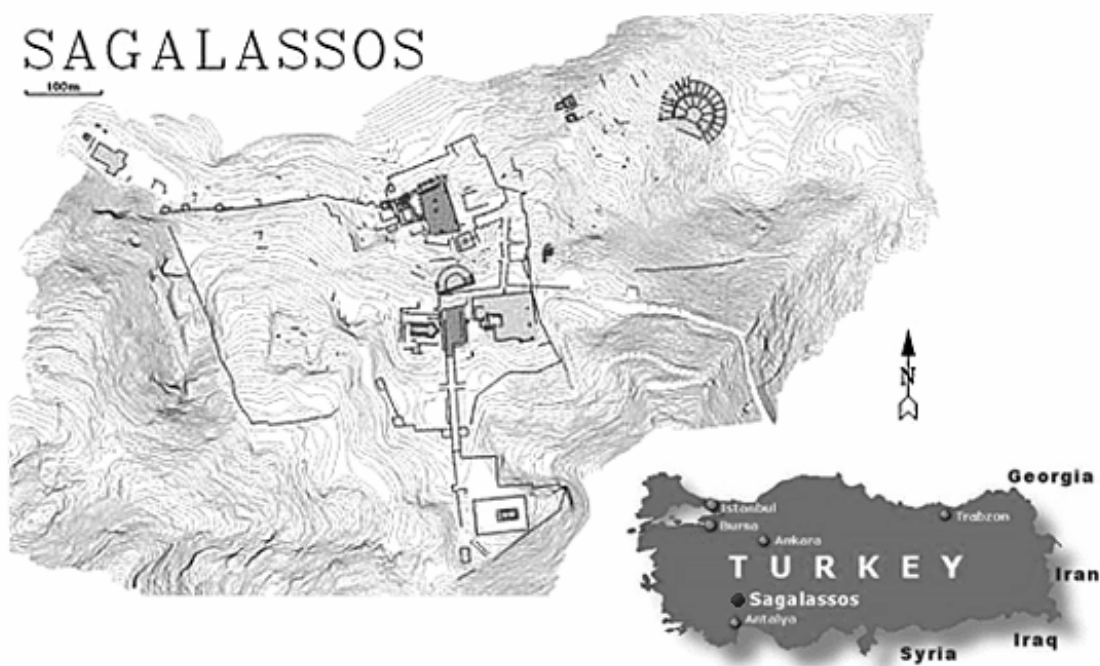 SAGALASSOS
100m
N
Georgia
Istanbul
Trabzon
Bursa
Ankara
TURKEY
Iran
Sagalassos
Antalya
Iraq
Syria